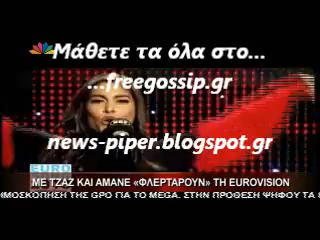 Μάθετε τα όλα στο...
...freegossip.gr
news-piper.blogspot.gr
EURO
ΜΕ ΤΖΑΖ ΚΑΙ ΑΜΑΝΕ «ΦΛΕΡΤΑΡΟΥΝ» ΤΗ EUROVISION
ΜΟΣΚΟΠΗΣΗ ΤΗΣ GPO ΓΙΑ ΤΟ MEGA. ΣΤΗΝ ΠΡΟΘΕΣΗ ΨΗΦΟΥ ΤΑ